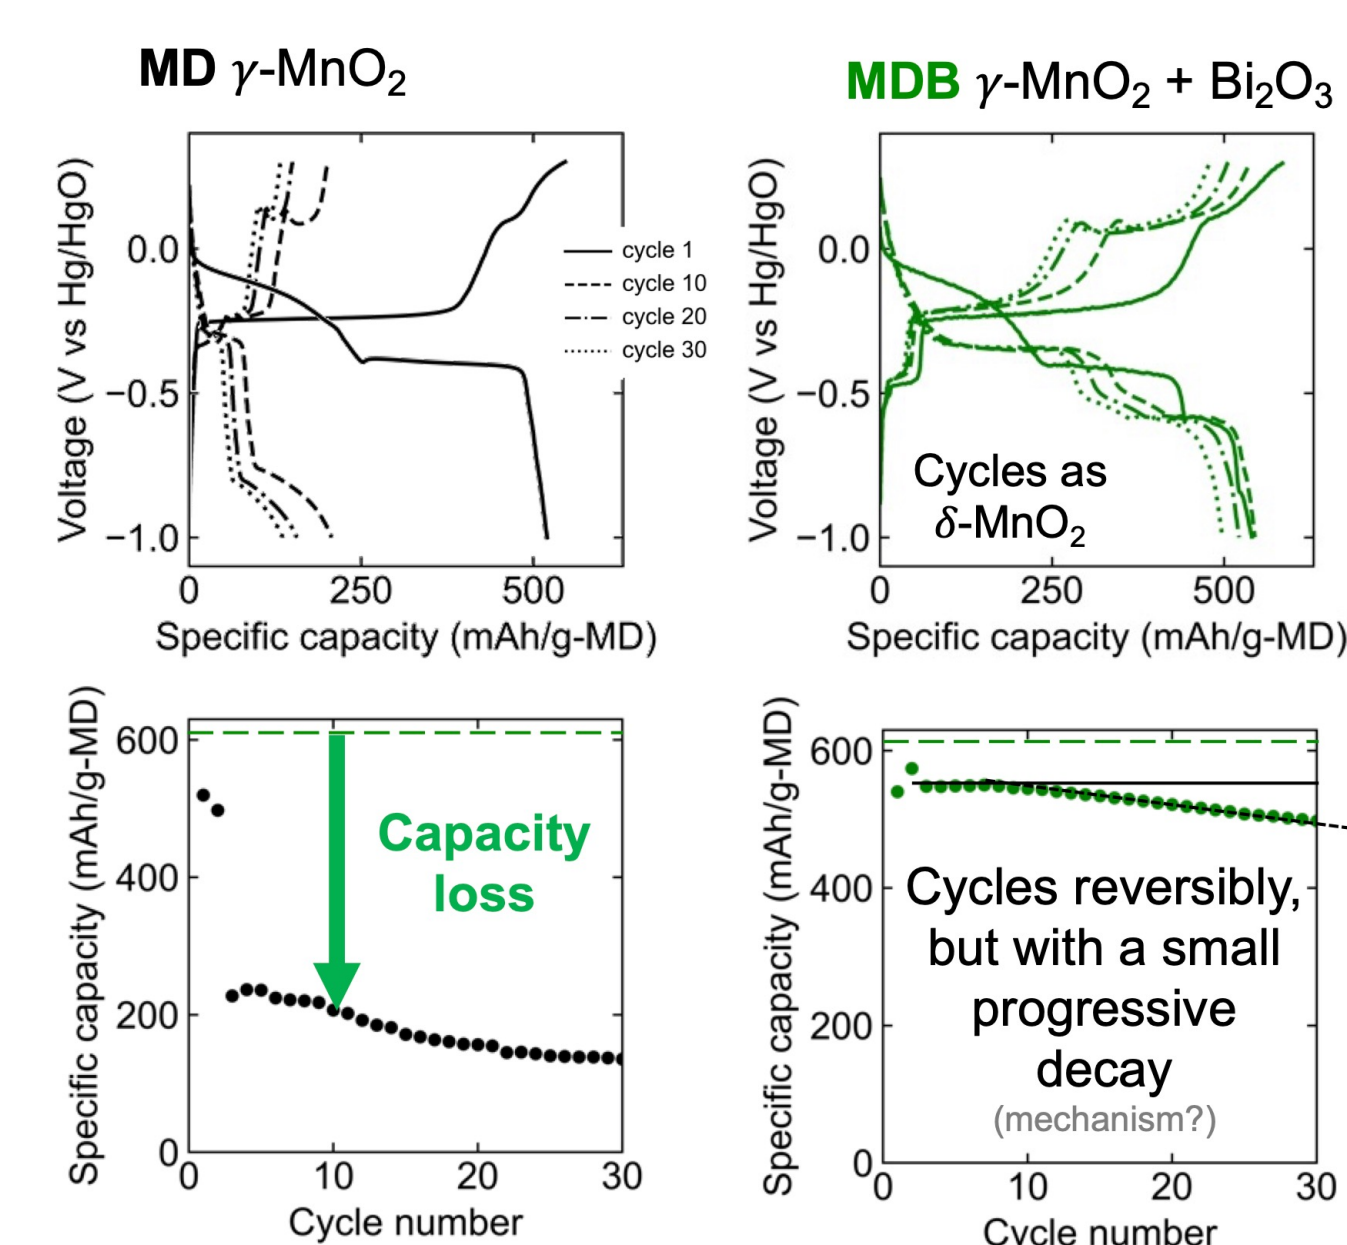 MD γ-MnO₂
MDB γ-MnO₂ + Bi₂O₃
Voltage (V vs Hg/HgO)
0.0
−0.5
−1.0
0
250
500
Specific capacity (mAh/g-MD)
cycle 1
cycle 10
cycle 20
cycle 30
Voltage (V vs Hg/HgO)
0.0
−0.5
−1.0
Cycles as
δ-MnO₂
0
250
500
Specific capacity (mAh/g-MD)
Specific capacity (mAh/g-MD)
600
400
200
0
Capacity
loss
0
10
20
30
Cycle number
Specific capacity (mAh/g-MD)
600
400
200
0
Cycles reversibly,
but with a small
progressive
decay
(mechanism?)
0
10
20
30
Cycle number